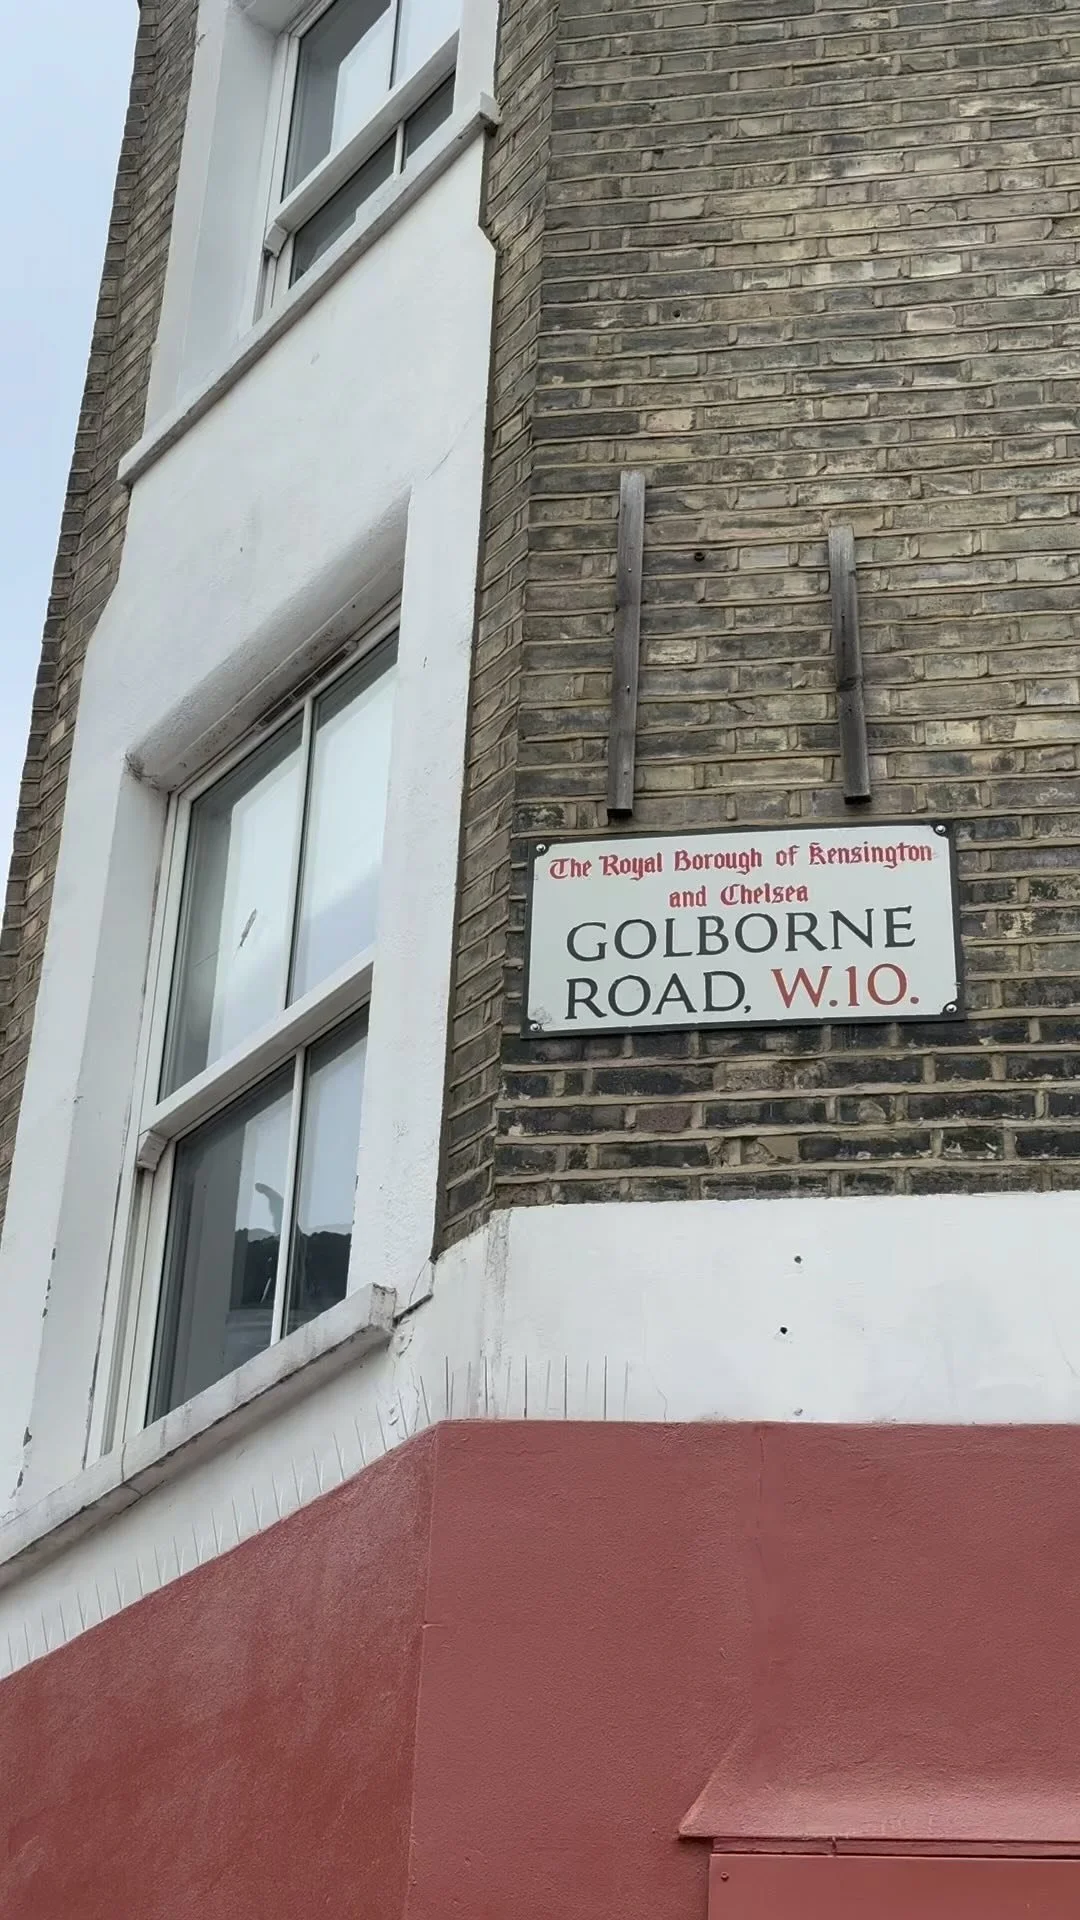 The Royal Borough of Kensington
and Chelsea
GOLBORNE
ROAD, W.10.